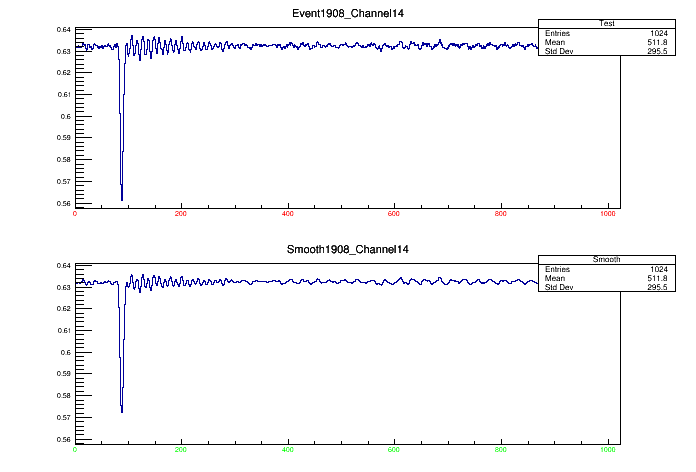 Event1908_Channel14
Test
Entries 1024
Mean 511.8
Std Dev 295.5
0.64
0.63
0.62
0.61
0.6
0.59
0.58
0.57
0.56
0 200 400 600 800 1000
Smooth1908_Channel14
Smooth
Entries 1024
Mean 511.8
Std Dev 295.5
0.64
0.63
0.62
0.61
0.6
0.59
0.58
0.57
0.56
0 200 400 600 800 1000